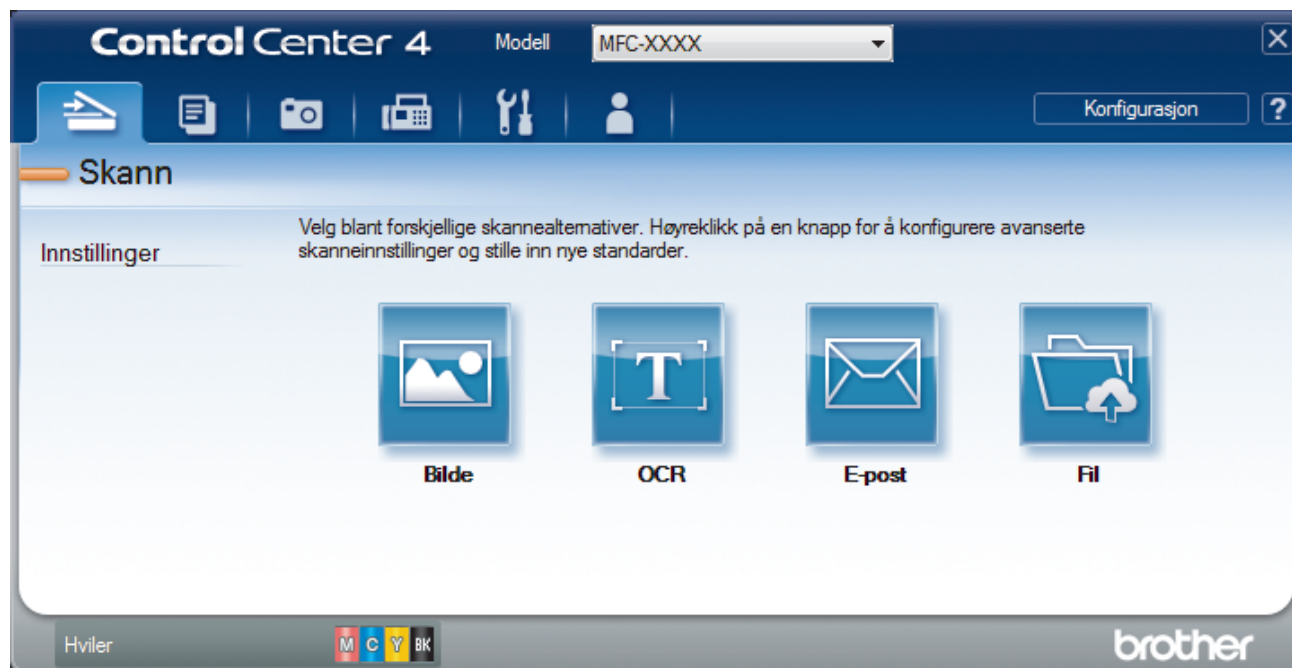 ControlCenter 4 Modell MFC-XXXX
Konfigurasjon ?
Skann
Innstillinger
Velg blant forskjellige skannealternativer. Høyreklikk på en knapp for å konfigurere avanserte
skanneinnstillinger og stille inn nye standarder.
T
Bilde OCR E-post Fil
Hviler M C Y BK brother